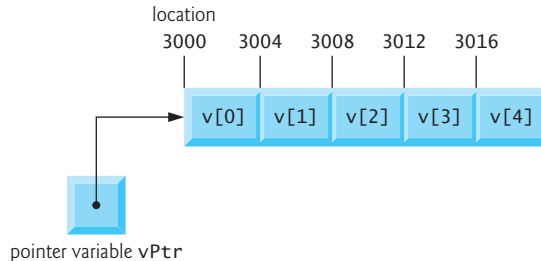 location
3000 3004 3008 3012 3016
v[0] v[1] v[2] v[3] v[4]
pointer variable vPtr